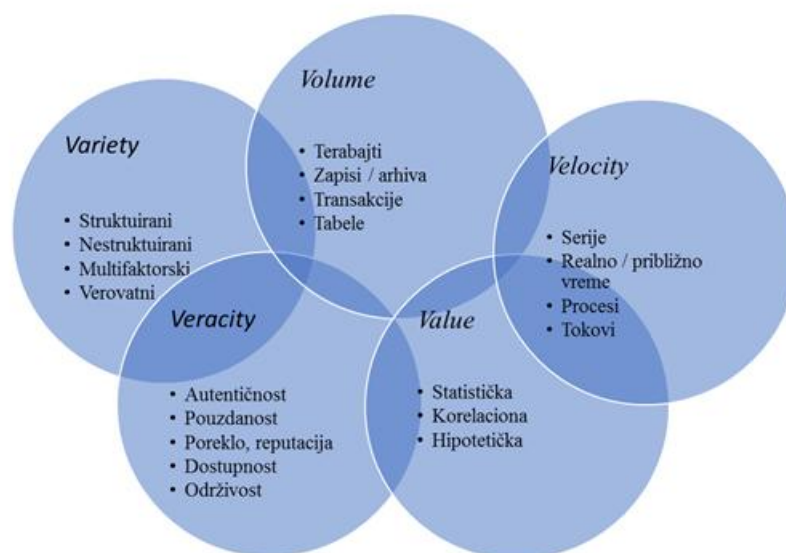 Variety
• Struktuirani
• Nestruktuirani
• Multifaktorski
• Verovatni
Volume
• Terabajti
• Zapisi / arhiva
• Transakcije
• Tabele
Velocity
• Serije
• Realno / približno
vreme
• Procesi
• Tokovi
Veracity
• Autentičnost
• Pouzdanost
• Poreklo, reputacija
• Dostupnost
• Održivost
Value
• Statistička
• Korelaciona
• Hipotetička